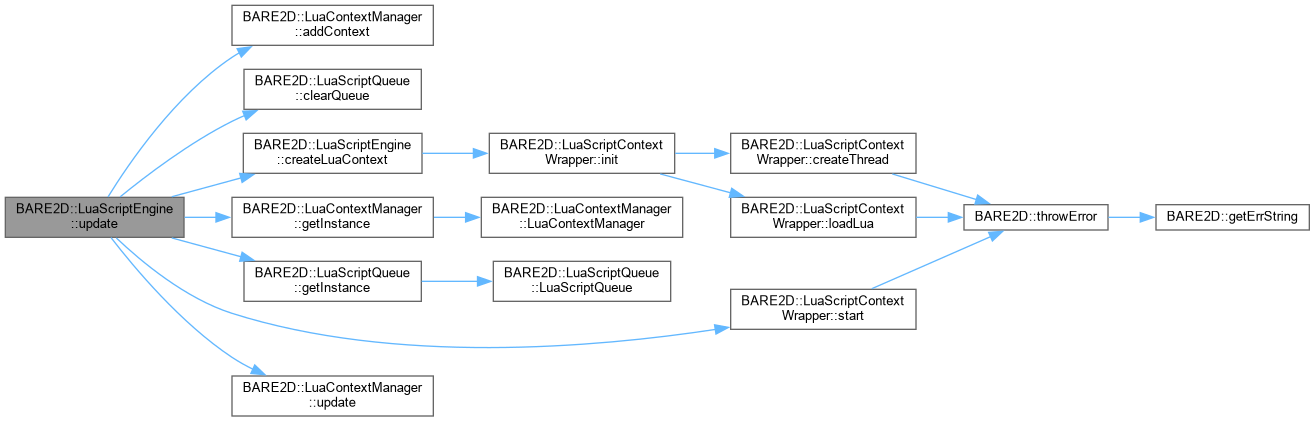 BARE2D::LuaContextManager
::addContext
BARE2D::LuaScriptQueue
::clearQueue
BARE2D::LuaScriptEngine
::createLuaContext
BARE2D::LuaScriptContext
Wrapper::init
BARE2D::LuaScriptContext
Wrapper::createThread
BARE2D::LuaScriptEngine
::update
BARE2D::LuaContextManager
::getInstance
BARE2D::LuaContextManager
::LuaContextManager
BARE2D::LuaScriptContext
Wrapper::loadLua
BARE2D::throwError
BARE2D::getErrString
BARE2D::LuaScriptQueue
::getInstance
BARE2D::LuaScriptQueue
::LuaScriptQueue
BARE2D::LuaScriptContext
Wrapper::start
BARE2D::LuaContextManager
::update